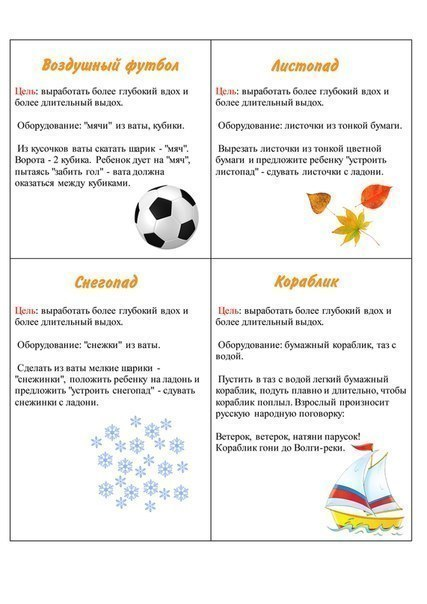 Воздушный футбол
Цель: выработать более глубокий вдох и
более длительный выдох.
Оборудование: "мячи" из ваты, кубики.
Из кусочков ваты скатать шарик - "мяч".
Ворота - 2 кубика. Ребенок дует на "мяч",
пытаясь "забить гол" - вата должна
оказаться между кубиками.
Листопад
Цель: выработать более глубокий вдох и
более длительный выдох.
Оборудование: листочки из тонкой бумаги.
Вырезать листочки из тонкой цветной
бумаги и предложите ребенку "устроить
листопад" - сдувать листочки с ладони.
Снегопад
Цель: выработать более глубокий вдох и
более длительный выдох.
Оборудование: "снежки" из ваты.
Сделать из ваты мелкие шарики -
"снежинки", положить ребенку на ладонь и
предложить "устроить снегопад" - сдувать
снежинки с ладони.
Кораблик
Цель: выработать более глубокий вдох и
более длительный выдох.
Оборудование: бумажный кораблик, таз с
водой.
Пустить в таз с водой легкий бумажный
кораблик, подуть плавно и длительно, чтобы
кораблик поплыл. Взрослый произносит
русскую народную поговорку:
Ветерок, ветерок, натяни парусок!
Кораблик гони до Волги-реки.